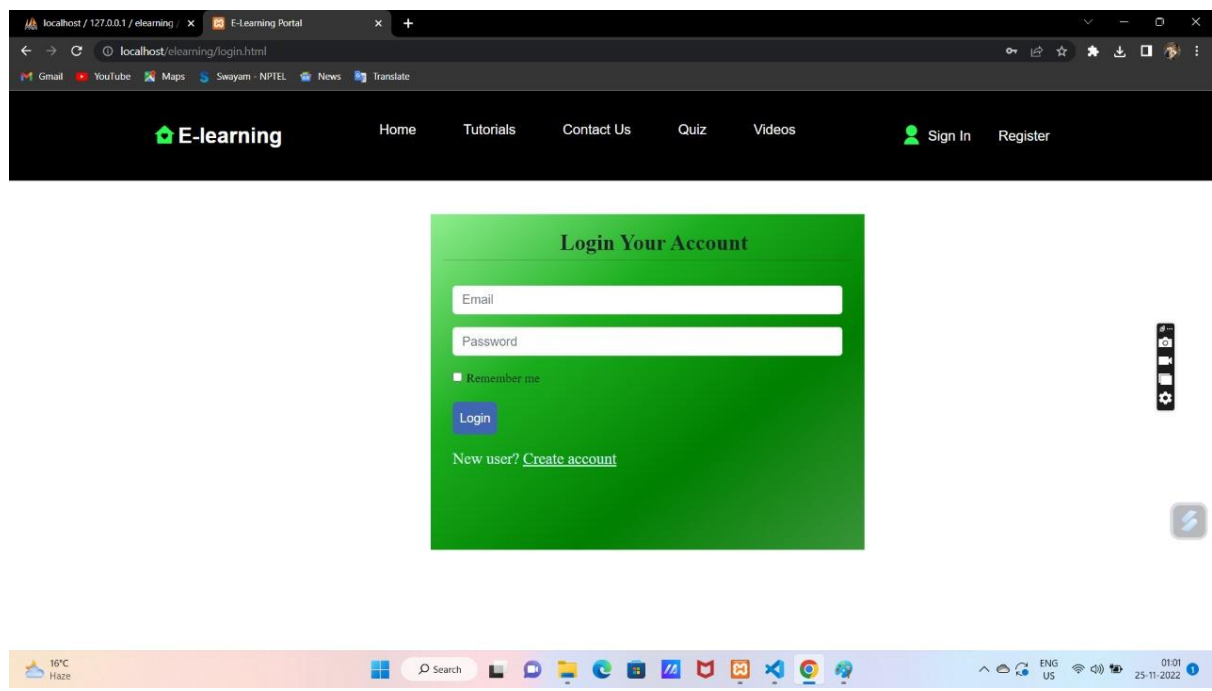 localhost / 127.0.0.1 / elearning /
E-Learning Portal
localhost/elearning/login.html
Gmail YouTube Maps Swayam - NPTEL News Translate
E-learning Home Tutorials Contact Us Quiz Videos Sign In Register
Login Your Account
Email
Password
Remember me
Login
New user? Create account
16°C
Haze
Search
ENG
US
01:01
25-11-2022
1